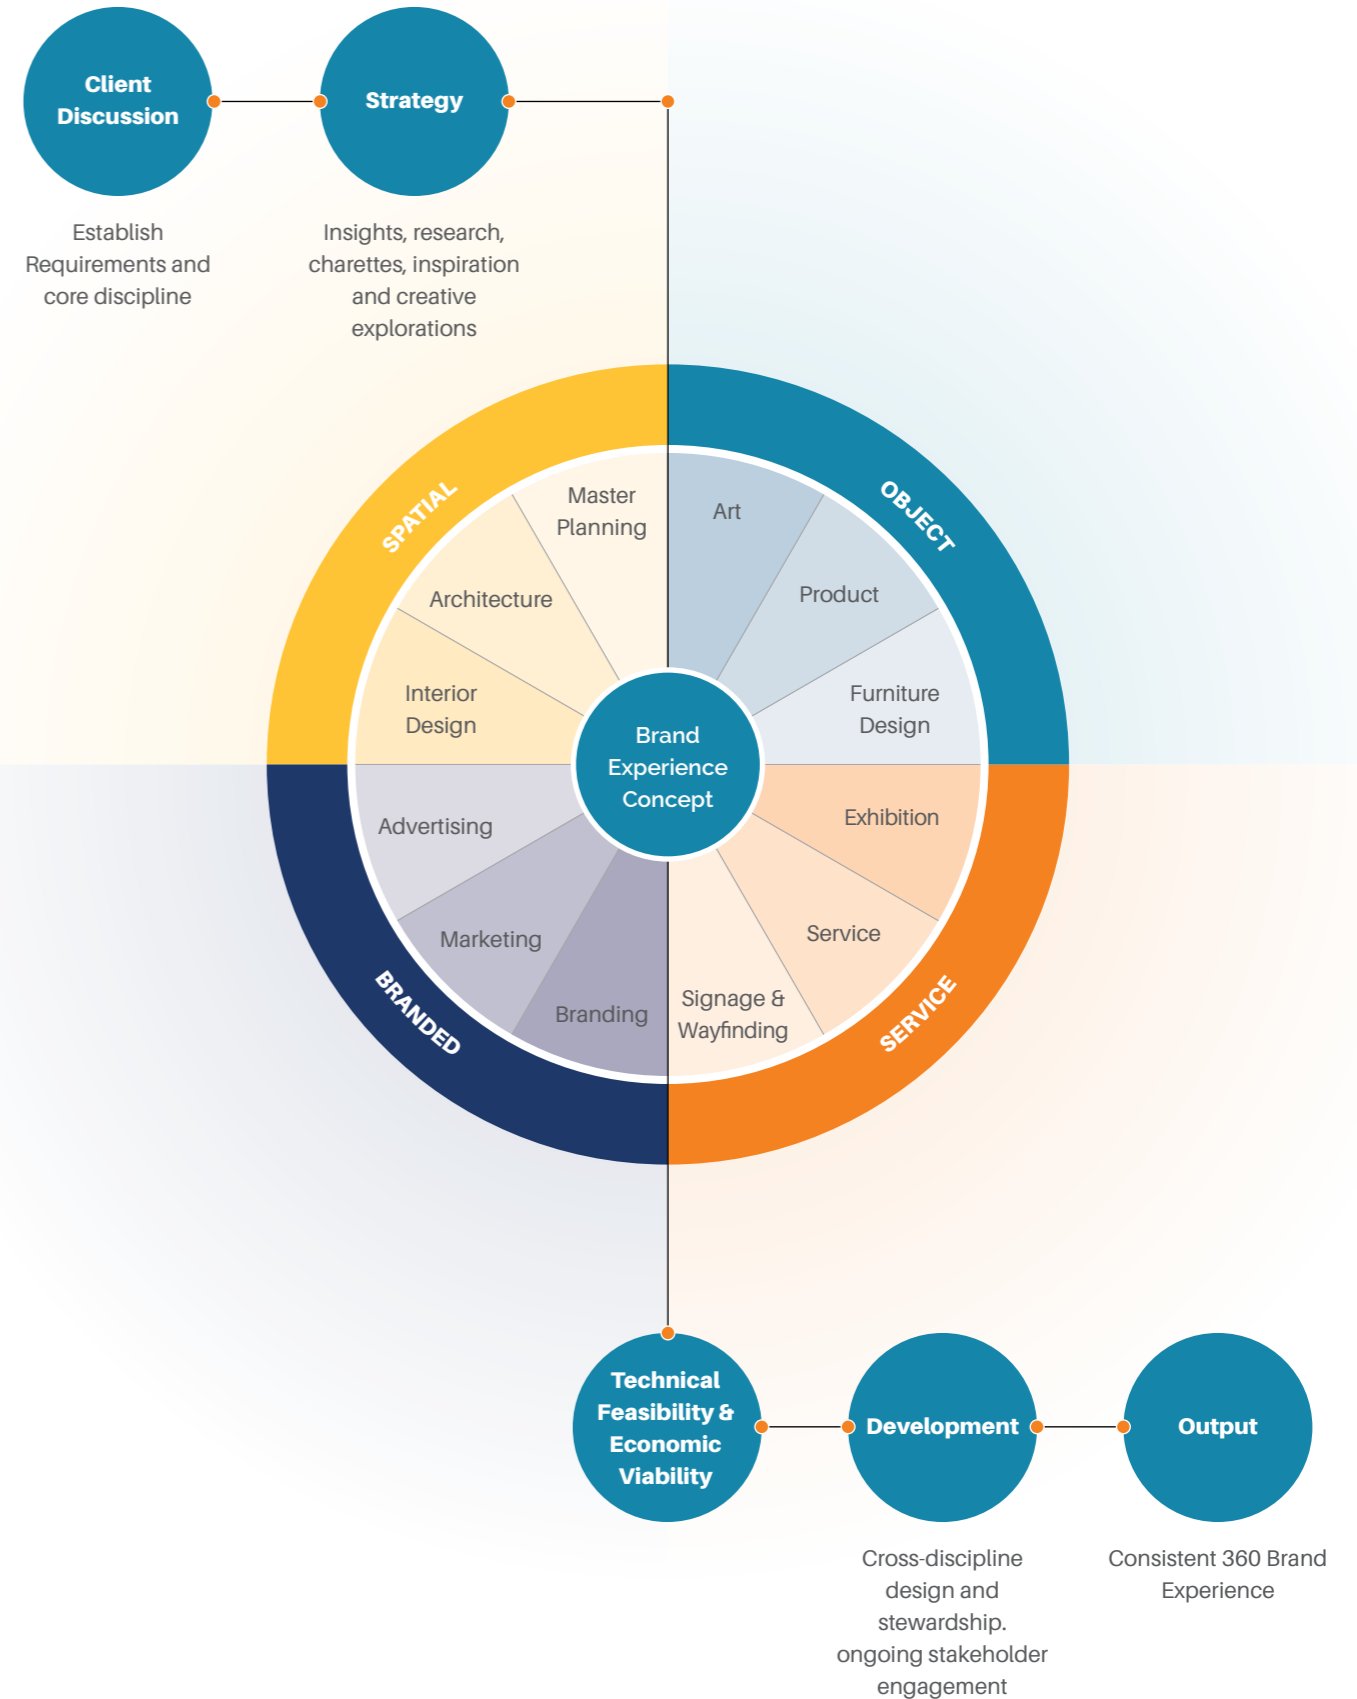 Client
Discussion
Strategy
Establish
Requirements and
core discipline
Insights, research,
charettes, inspiration
and creative
explorations
SPATIAL
OBJECT
Master
Planning
Art
Architecture
Product
Interior
Design
Furniture
Design
Brand
Experience
Concept
Advertising
Exhibition
Marketing
Service
Branding
Signage &
Wayfinding
BRANDED
SERVICE
Technical
Feasibility &
Economic
Viability
Development
Output
Cross-discipline
design and
stewardship.
ongoing stakeholder
engagement
Consistent 360 Brand
Experience